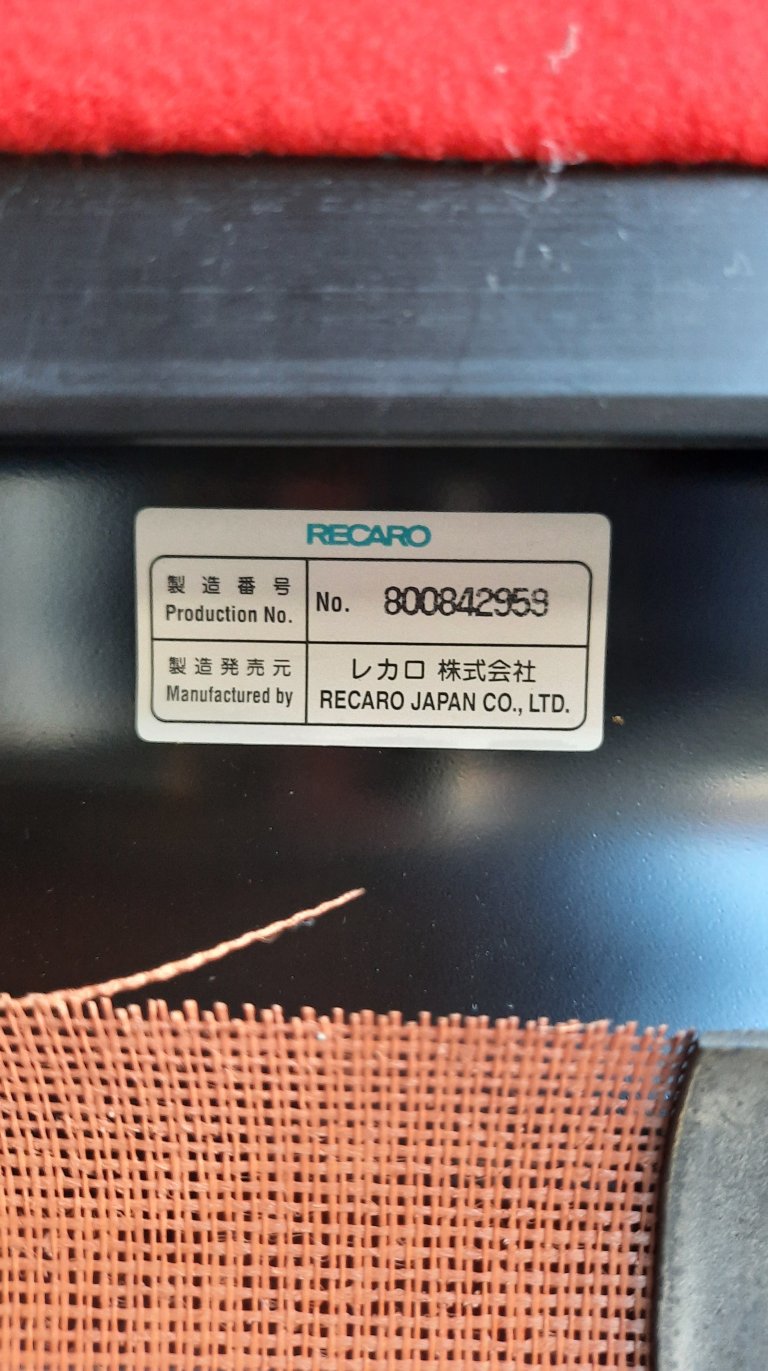 RECARO
製造番号
Production No.
No. 800842959
製造発売元
Manufactured by
レカロ 株式会社
RECARO JAPAN CO., LTD.